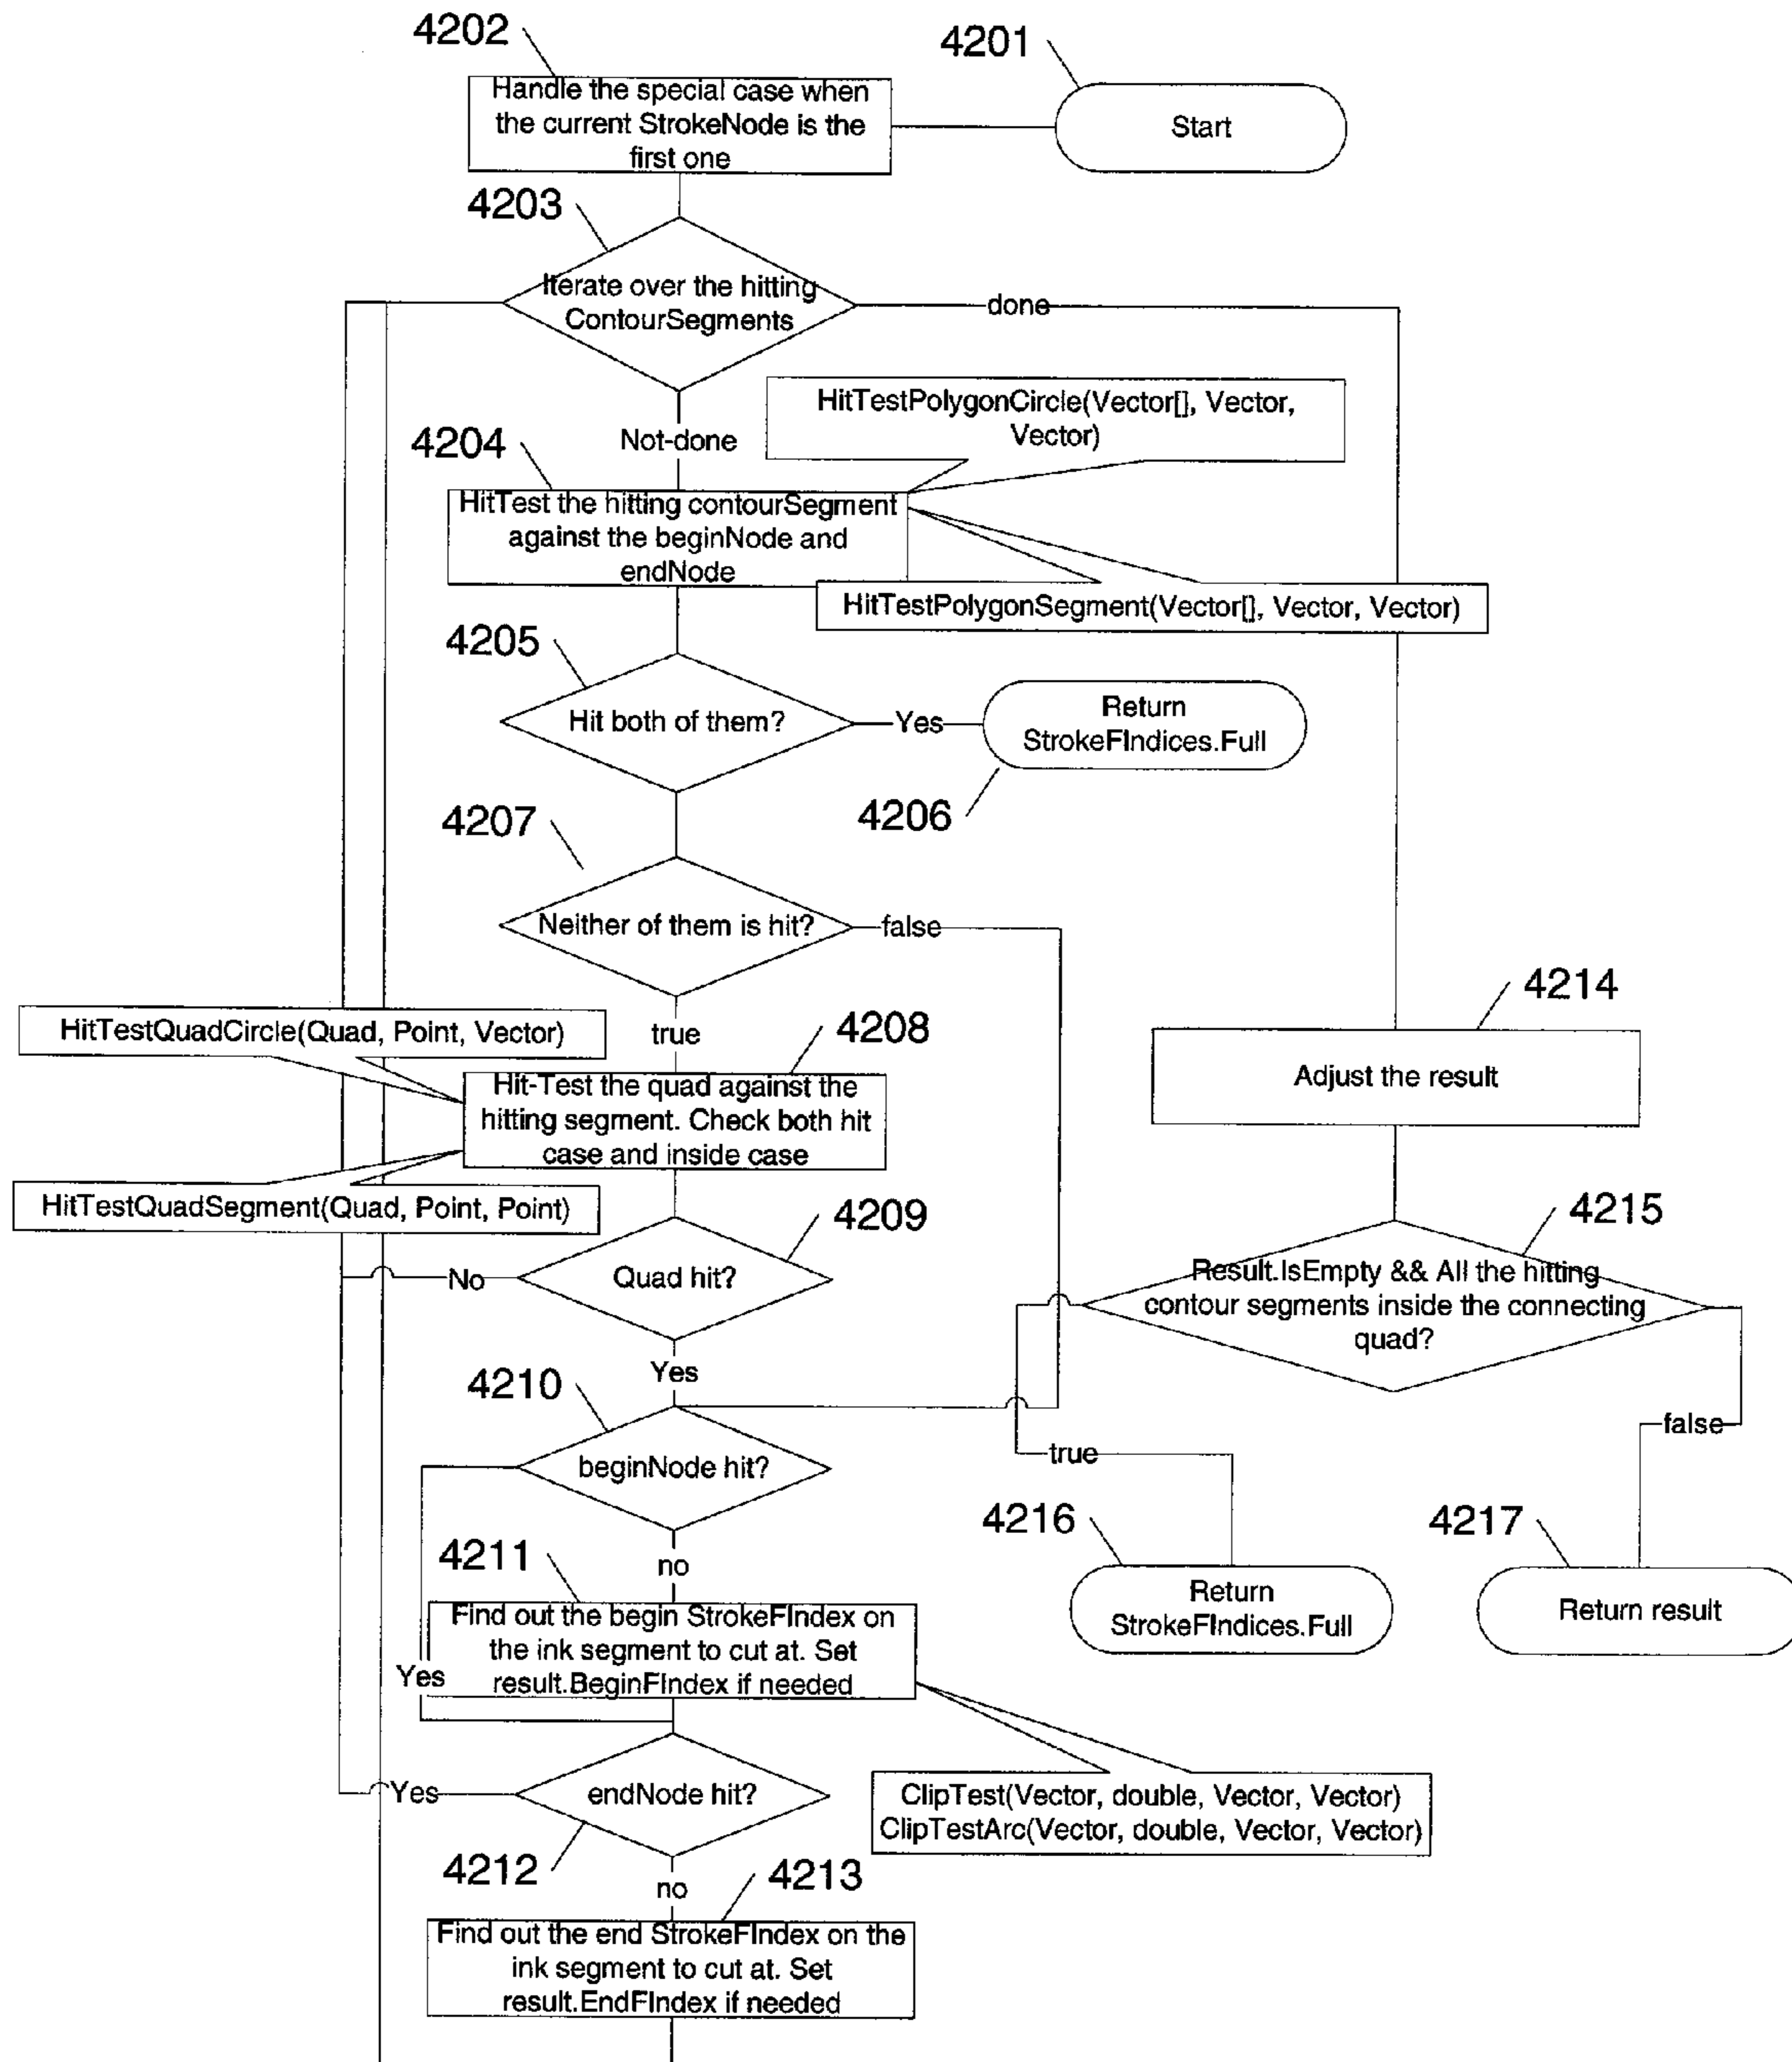 4202
4201
Handle the special case when
the current StrokeNode is the
first one
Start
4203
Iterate over the hitting
ContourSegments
done
HitTestPolygonCircle(Vector[], Vector,
Vector)
Not-done
4204
HitTest the hitting contourSegment
against the beginNode and
endNode
HitTestPolygonSegment(Vector[], Vector, Vector)
4205
Hit both of them?
Yes
Return
StrokeFIndices.Full
4206
4207
Neither of them is hit?
false
4214
HitTestQuadCircle(Quad, Point, Vector)
true
4208
Hit-Test the quad against the
hitting segment. Check both hit
case and inside case
Adjust the result
HitTestQuadSegment(Quad, Point, Point)
4209
4215
No
Quad hit?
Result.IsEmpty && All the hitting
contour segments inside the connecting
quad?
Yes
4210
false
true
beginNode hit?
4216
4217
4211
no
Return
StrokeFIndices.Full
Return result
Find out the begin StrokeFIndex on
the ink segment to cut at. Set
result.BeginFIndex if needed
Yes
Yes
endNode hit?
ClipTest(Vector, double, Vector, Vector)
ClipTestArc(Vector, double, Vector, Vector)
4212
no
4213
Find out the end StrokeFIndex on the
ink segment to cut at. Set
result.EndFIndex if needed